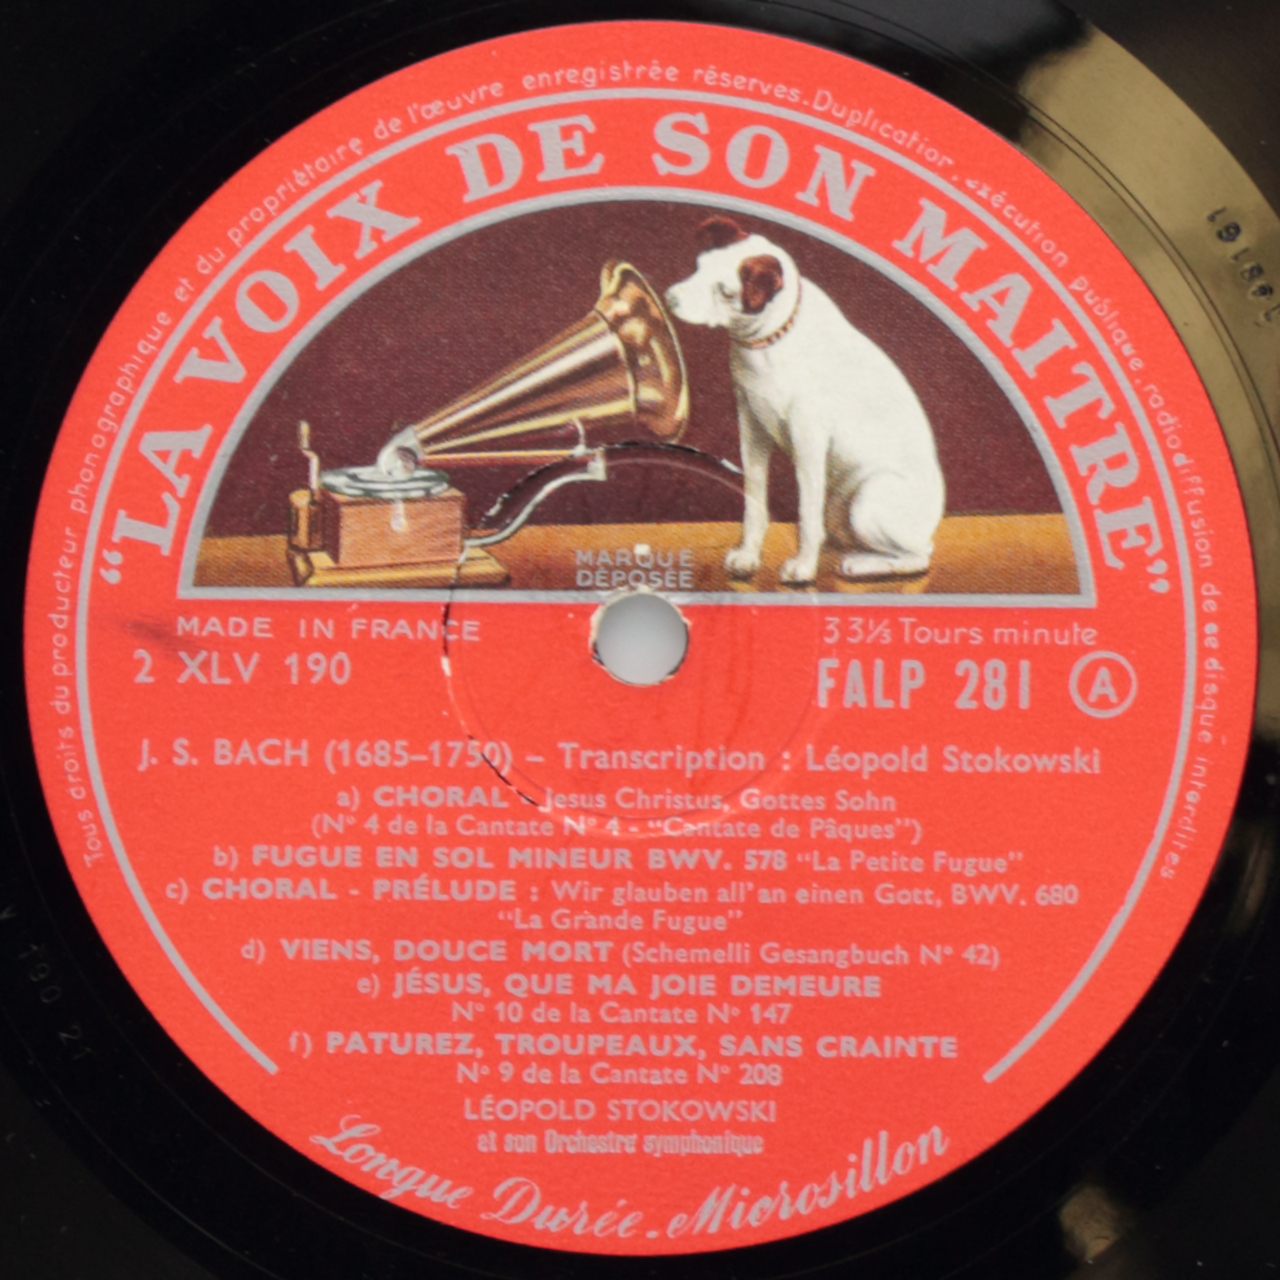 Tous droits du producteur phonographique et du propriétaire de l'œuvre enregistrée réservés. Duplication, exécution publique, radiodiffusion de ce disque interdites
“LA VOIX DE SON MAITRE”
MARQUE
DÉPOSÉE
MADE IN FRANCE
2 XLV 190
33⅓ Tours minute
FALP 281 A
J. S. BACH (1685–1750) – Transcription : Léopold Stokowski
a) CHORAL - Jesus Christus, Gottes Sohn
(N° 4 de la Cantate N° 4 - “Cantate de Pâques”)
b) FUGUE EN SOL MINEUR BWV. 578 “La Petite Fugue”
c) CHORAL - PRÉLUDE : Wir glauben all' an einen Gott, BWV. 680
“La Grande Fugue”
d) VIENS, DOUCE MORT (Schemelli Gesangbuch N° 42)
e) JÉSUS, QUE MA JOIE DEMEURE
N° 10 de la Cantate N° 147
f) PATUREZ, TROUPEAUX, SANS CRAINTE
N° 9 de la Cantate N° 208
LÉOPOLD STOKOWSKI
et son Orchestre symphonique
Longue Durée. Microsillon
190 21